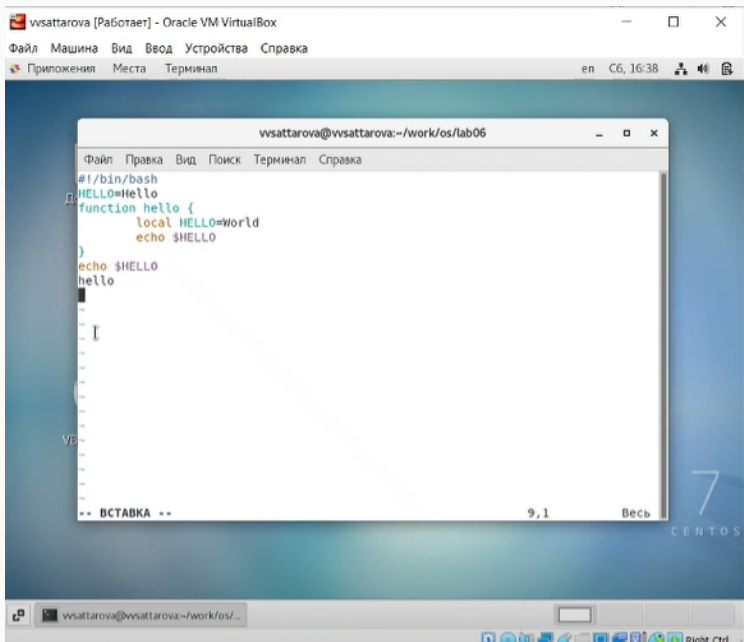 vvsattarova [Работает] - Oracle VM VirtualBox
Файл Машина Вид Ввод Устройства Справка
Приложения Места Терминал en Сб, 16:38
vvsattarova@vvsattarova:~/work/os/lab06
Файл Правка Вид Поиск Терминал Справка
#!/bin/bash
HELLO=Hello
function hello {
local HELLO=World
echo $HELLO
}
echo $HELLO
hello
~
~
~
~
~
~
~
~
~
~
~
~
~
~
-- ВСТАВКА -- 9,1 Весь
7
CENTOS
vvsattarova@vvsattarova:~/work/os/...
Right Ctrl